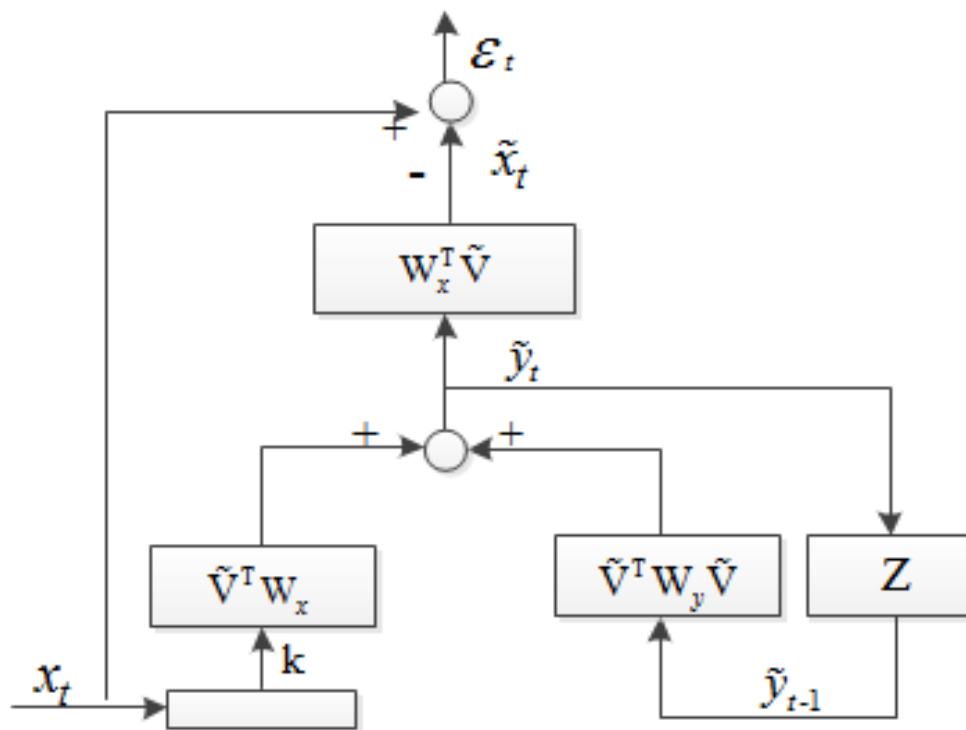 ε_t
+
- x̃_t
W_x^T Ṽ
ỹ_t
+ +
Ṽ^T W_x Ṽ^T W_y Ṽ Z
k
x_t ỹ_{t-1}